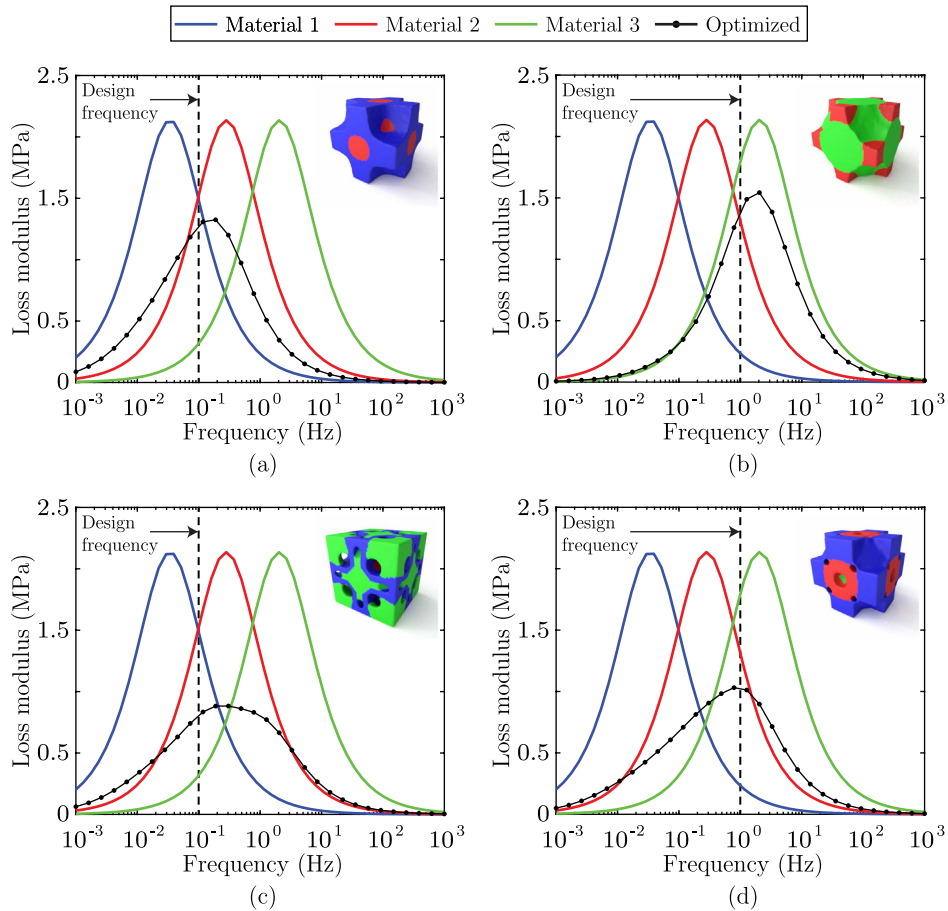 Material 1 Material 2 Material 3 Optimized
2.5
1.5
0.5
0
Loss modulus (MPa)
Design
frequency
10^-3 10^-2 10^-1 10^0 10^1 10^2 10^3
Frequency (Hz)
(a)
2.5
1.5
0.5
0
Loss modulus (MPa)
Design
frequency
10^-3 10^-2 10^-1 10^0 10^1 10^2 10^3
Frequency (Hz)
(b)
2.5
1.5
0.5
0
Loss modulus (MPa)
Design
frequency
10^-3 10^-2 10^-1 10^0 10^1 10^2 10^3
Frequency (Hz)
(c)
2.5
1.5
0.5
0
Loss modulus (MPa)
Design
frequency
10^-3 10^-2 10^-1 10^0 10^1 10^2 10^3
Frequency (Hz)
(d)